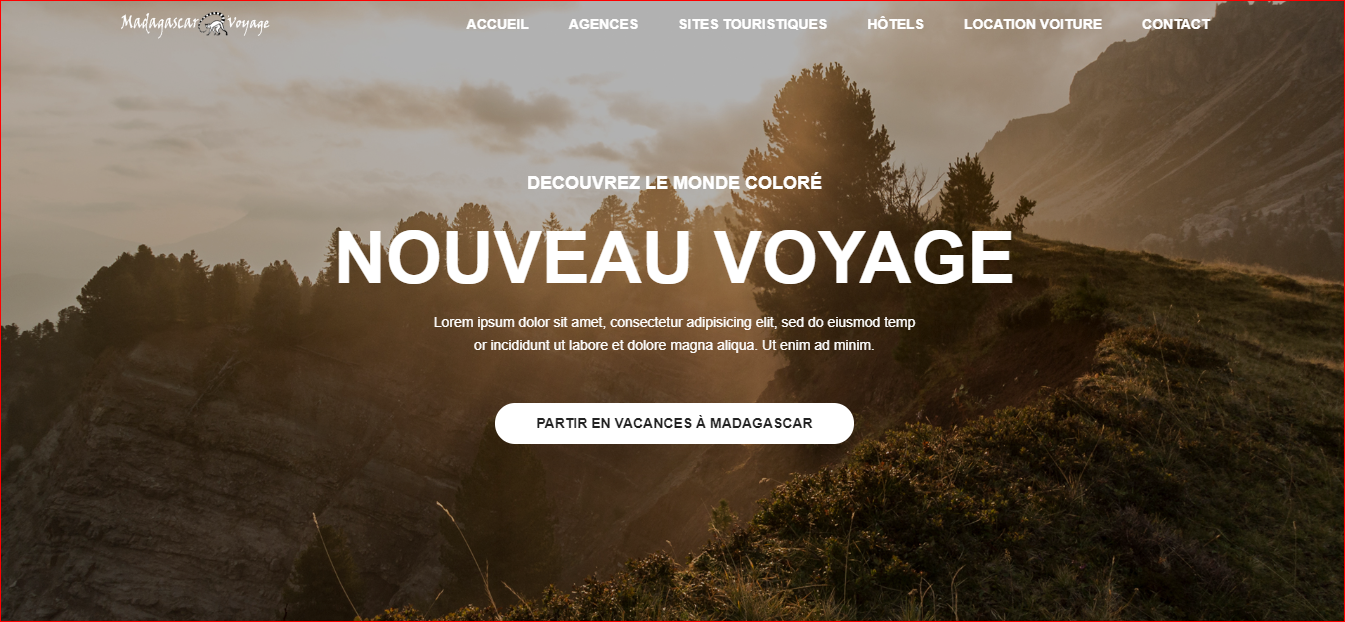 Madagascar Voyage
ACCUEIL AGENCES SITES TOURISTIQUES HÔTELS LOCATION VOITURE CONTACT
DECOUVREZ LE MONDE COLORÉ
NOUVEAU VOYAGE
Lorem ipsum dolor sit amet, consectetur adipisicing elit, sed do eiusmod temp
or incididunt ut labore et dolore magna aliqua. Ut enim ad minim.
PARTIR EN VACANCES À MADAGASCAR